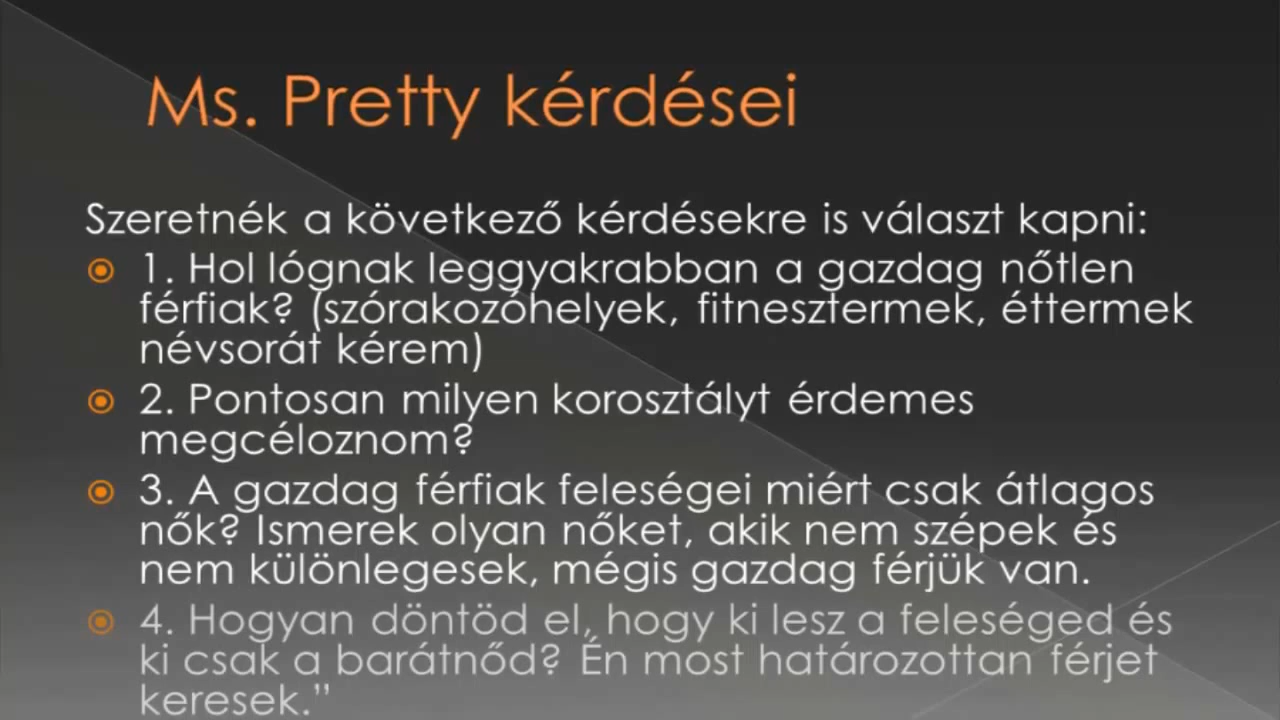 Ms. Pretty kérdései
Szeretnék a következő kérdésekre is választ kapni:
1. Hol lógnak leggyakrabban a gazdag nőtlen
férfiak? (szórakozóhelyek, fitnesztermek, éttermek
névsorát kérem)
2. Pontosan milyen korosztályt érdemes
megcéloznom?
3. A gazdag férfiak feleségei miért csak átlagos
nők? Ismerek olyan nőket, akik nem szépek és
nem különlegesek, mégis gazdag férjük van.
4. Hogyan döntöd el, hogy ki lesz a feleséged és
ki csak a barátnőd? Én most határozottan férjet
keresek.”